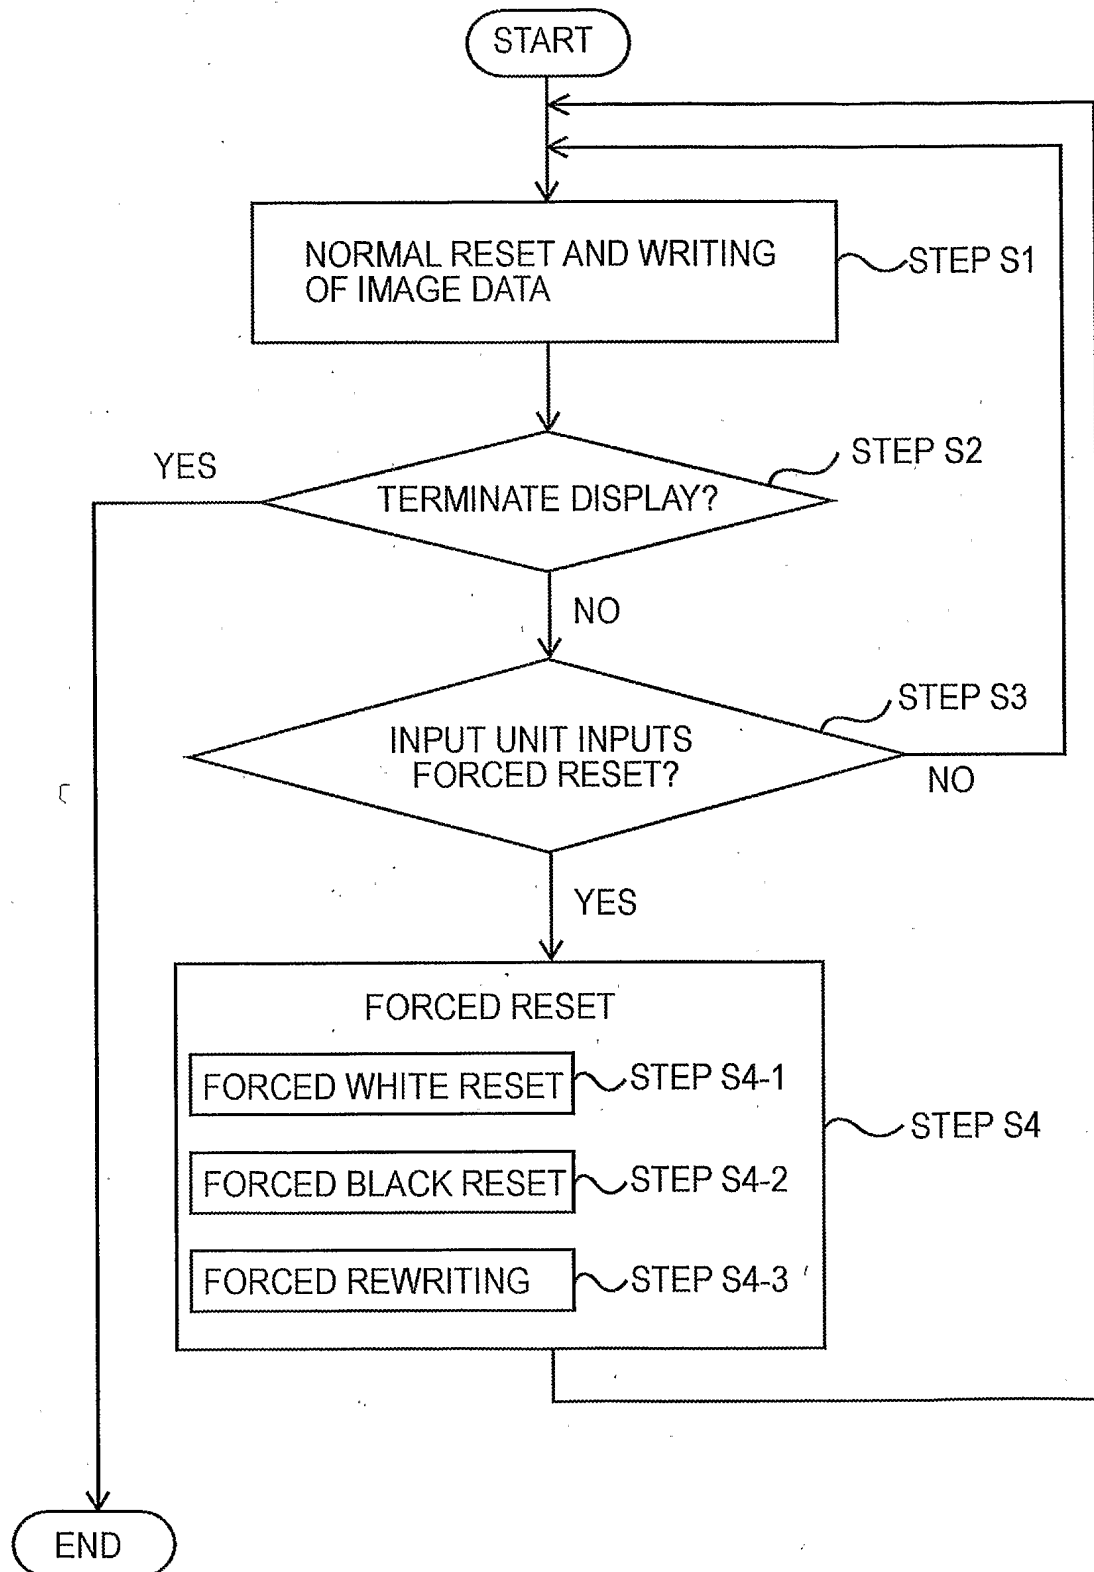 START
NORMAL RESET AND WRITING
OF IMAGE DATA
STEP S1
STEP S2
YES
TERMINATE DISPLAY?
NO
STEP S3
INPUT UNIT INPUTS
FORCED RESET?
NO
YES
FORCED RESET
FORCED WHITE RESET
STEP S4-1
STEP S4
FORCED BLACK RESET
STEP S4-2
FORCED REWRITING
STEP S4-3
END